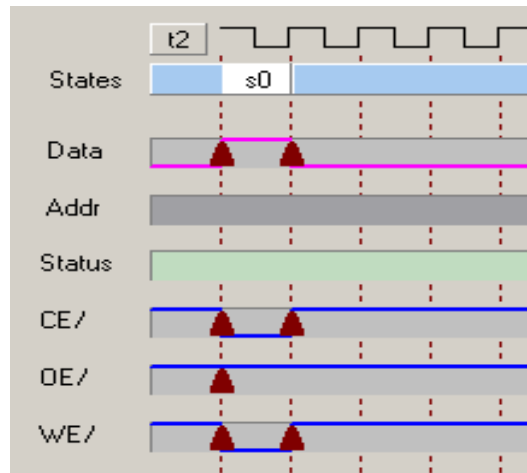 t2
States s0
Data
Addr
Status
CE/
OE/
WE/